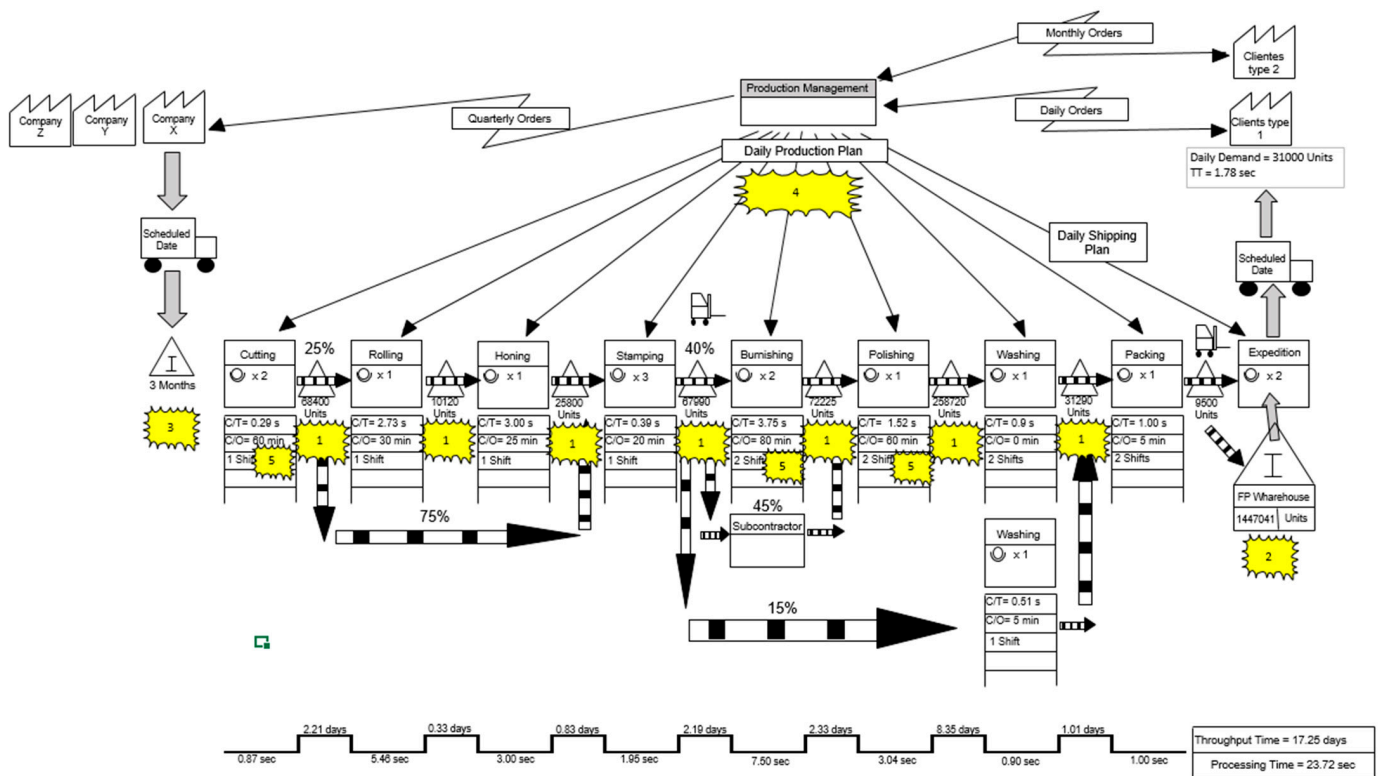 Monthly Orders
Clientes
type 2
Production Management
Company
Z
Company
Y
Company
X
Quarterly Orders
Daily Orders
Clients type
1
Daily Production Plan
Daily Demand = 31000 Units
TT = 1.78 sec
4
Scheduled
Date
Daily Shipping
Plan
Scheduled
Date
I
3 Months
3
Cutting
x 2
25%
Rolling
x 1
Honing
x 1
Stamping
x 3
40%
Burnishing
x 2
Polishing
x 1
Washing
x 1
Packing
x 1
Expedition
x 2
68400
Units
10120
Units
25800
Units
67990
Units
72225
Units
258720
Units
31290
Units
9500
Units
C/T= 0.29 s
C/O= 60 min
1 Shift
5
1
C/T= 2.73 s
C/O= 30 min
1 Shift
1
C/T= 3.00 s
C/O= 25 min
1 Shift
1
C/T= 0.39 s
C/O= 20 min
1 Shift
1
C/T= 3.75 s
C/O= 80 min
2 Shift
5
1
C/T= 1.52 s
C/O= 60 min
2 Shift
5
1
C/T= 0.9 s
C/O= 0 min
2 Shifts
1
C/T= 1.00 s
C/O= 5 min
2 Shifts
I
FP Wharehouse
1447041 Units
2
75%
45%
Subcontractor
Washing
x 1
C/T= 0.51 s
C/O= 5 min
1 Shift
15%
2.21 days
0.33 days
0.83 days
2.19 days
2.33 days
8.35 days
1.01 days
0.87 sec
5.46 sec
3.00 sec
1.95 sec
7.50 sec
3.04 sec
0.90 sec
1.00 sec
Throughput Time = 17.25 days
Processing Time = 23.72 sec